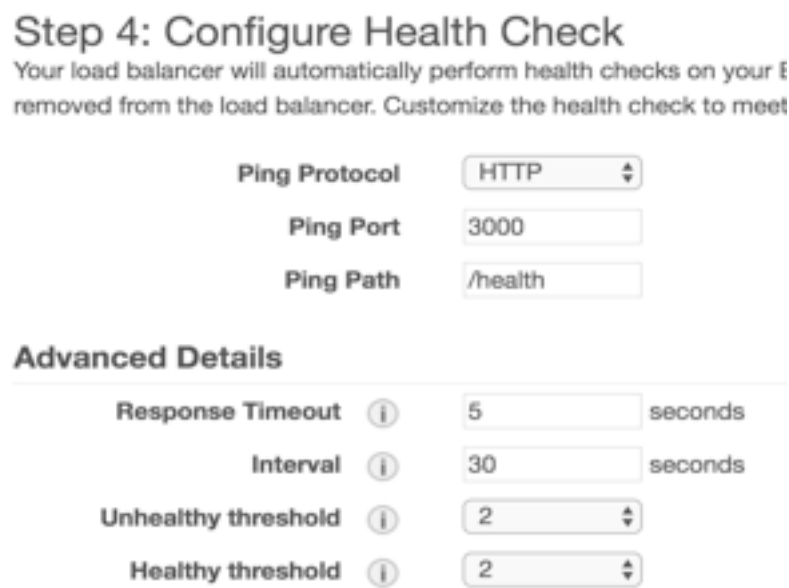 Step 4: Configure Health Check
Your load balancer will automatically perform health checks on your E
removed from the load balancer. Customize the health check to meet
Ping Protocol HTTP
Ping Port 3000
Ping Path /health
Advanced Details
Response Timeout i 5 seconds
Interval i 30 seconds
Unhealthy threshold i 2
Healthy threshold i 2